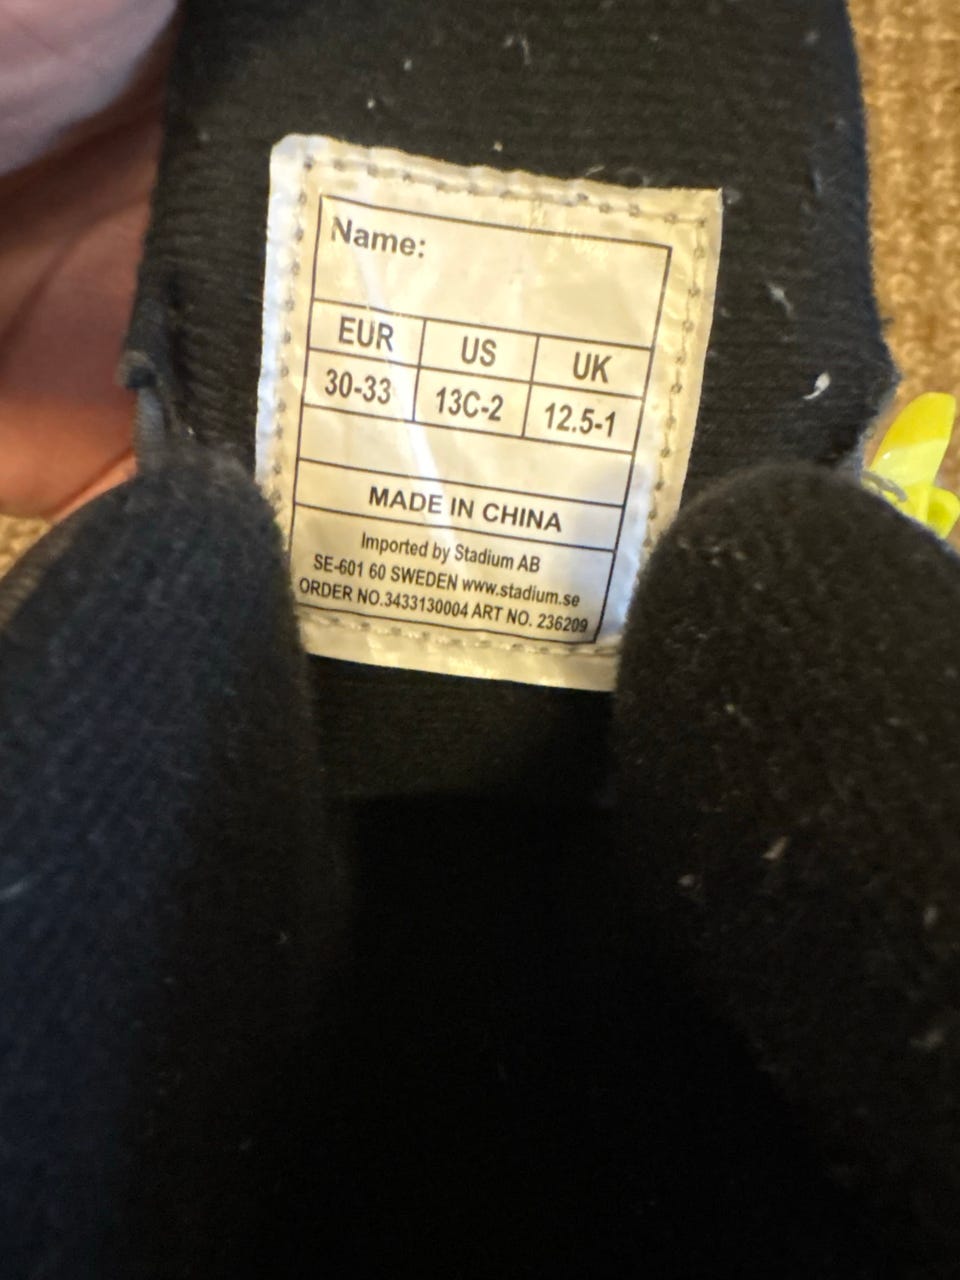 Name:
EUR US UK
30-33 13C-2 12.5-1
MADE IN CHINA
Imported by Stadium AB
SE-601 60 SWEDEN www.stadium.se
ORDER NO.3433130004 ART NO. 236209